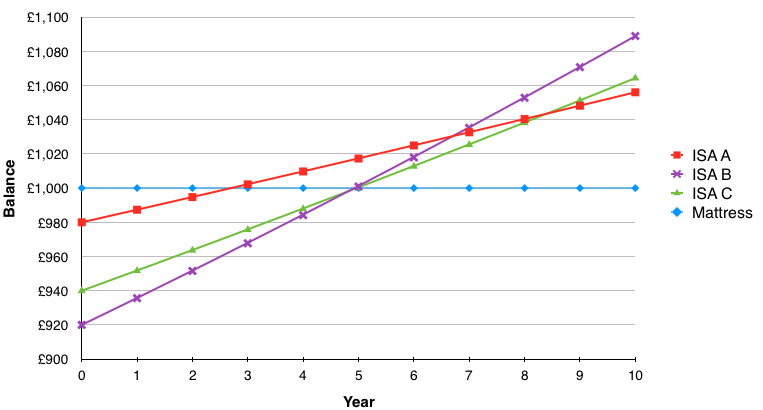 £1,100
£1,080
£1,060
£1,040
£1,020
£1,000
£980
£960
£940
£920
£900
Balance
0 1 2 3 4 5 6 7 8 9 10
Year
ISA A
ISA B
ISA C
Mattress